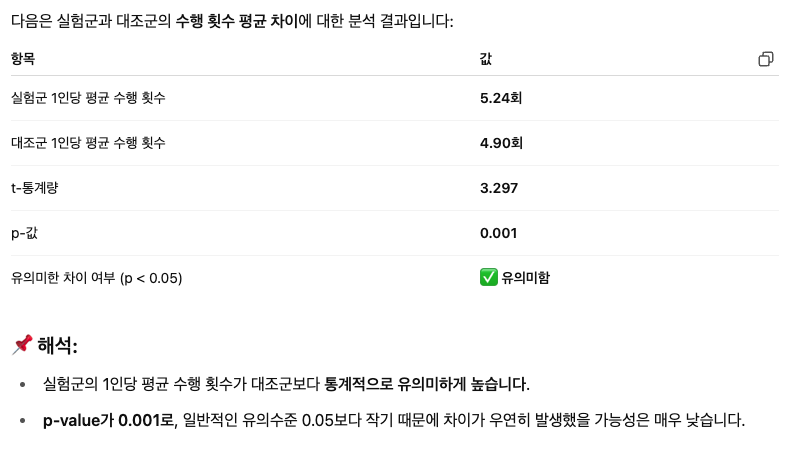 다음은 실험군과 대조군의 수행 횟수 평균 차이에 대한 분석 결과입니다:
항목 값
실험군 1인당 평균 수행 횟수 5.24회
대조군 1인당 평균 수행 횟수 4.90회
t-통계량 3.297
p-값 0.001
유의미한 차이 여부 (p < 0.05) ✅ 유의미함
📌 해석:
• 실험군의 1인당 평균 수행 횟수가 대조군보다 통계적으로 유의미하게 높습니다.
• p-value가 0.001로, 일반적인 유의수준 0.05보다 작기 때문에 차이가 우연히 발생했을 가능성은 매우 낮습니다.